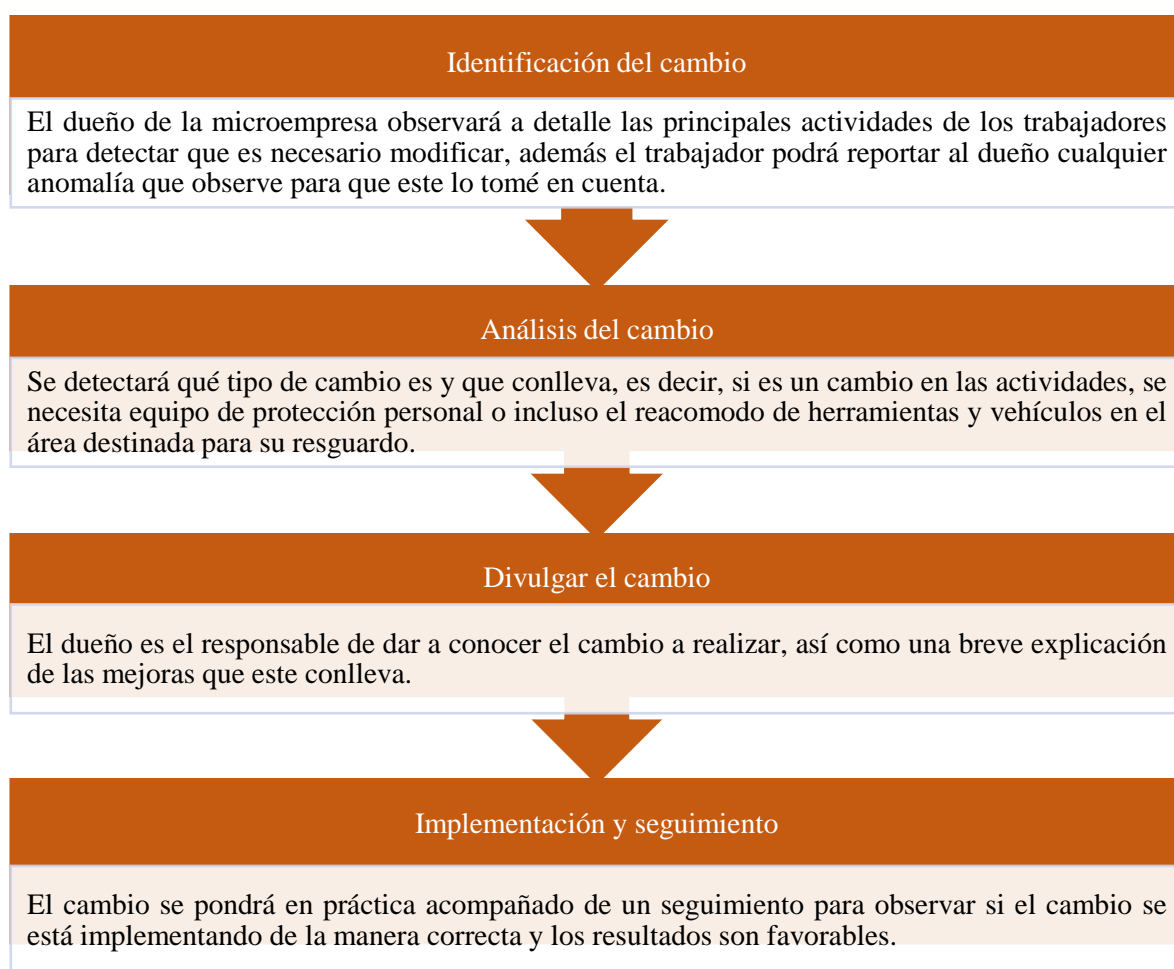 Identificación del cambio
El dueño de la microempresa observará a detalle las principales actividades de los trabajadores
para detectar que es necesario modificar, además el trabajador podrá reportar al dueño cualquier
anomalía que observe para que este lo tomé en cuenta.
Análisis del cambio
Se detectará qué tipo de cambio es y que conlleva, es decir, si es un cambio en las actividades, se
necesita equipo de protección personal o incluso el reacomodo de herramientas y vehículos en el
área destinada para su resguardo.
Divulgar el cambio
El dueño es el responsable de dar a conocer el cambio a realizar, así como una breve explicación
de las mejoras que este conlleva.
Implementación y seguimiento
El cambio se pondrá en práctica acompañado de un seguimiento para observar si el cambio se
está implementando de la manera correcta y los resultados son favorables.